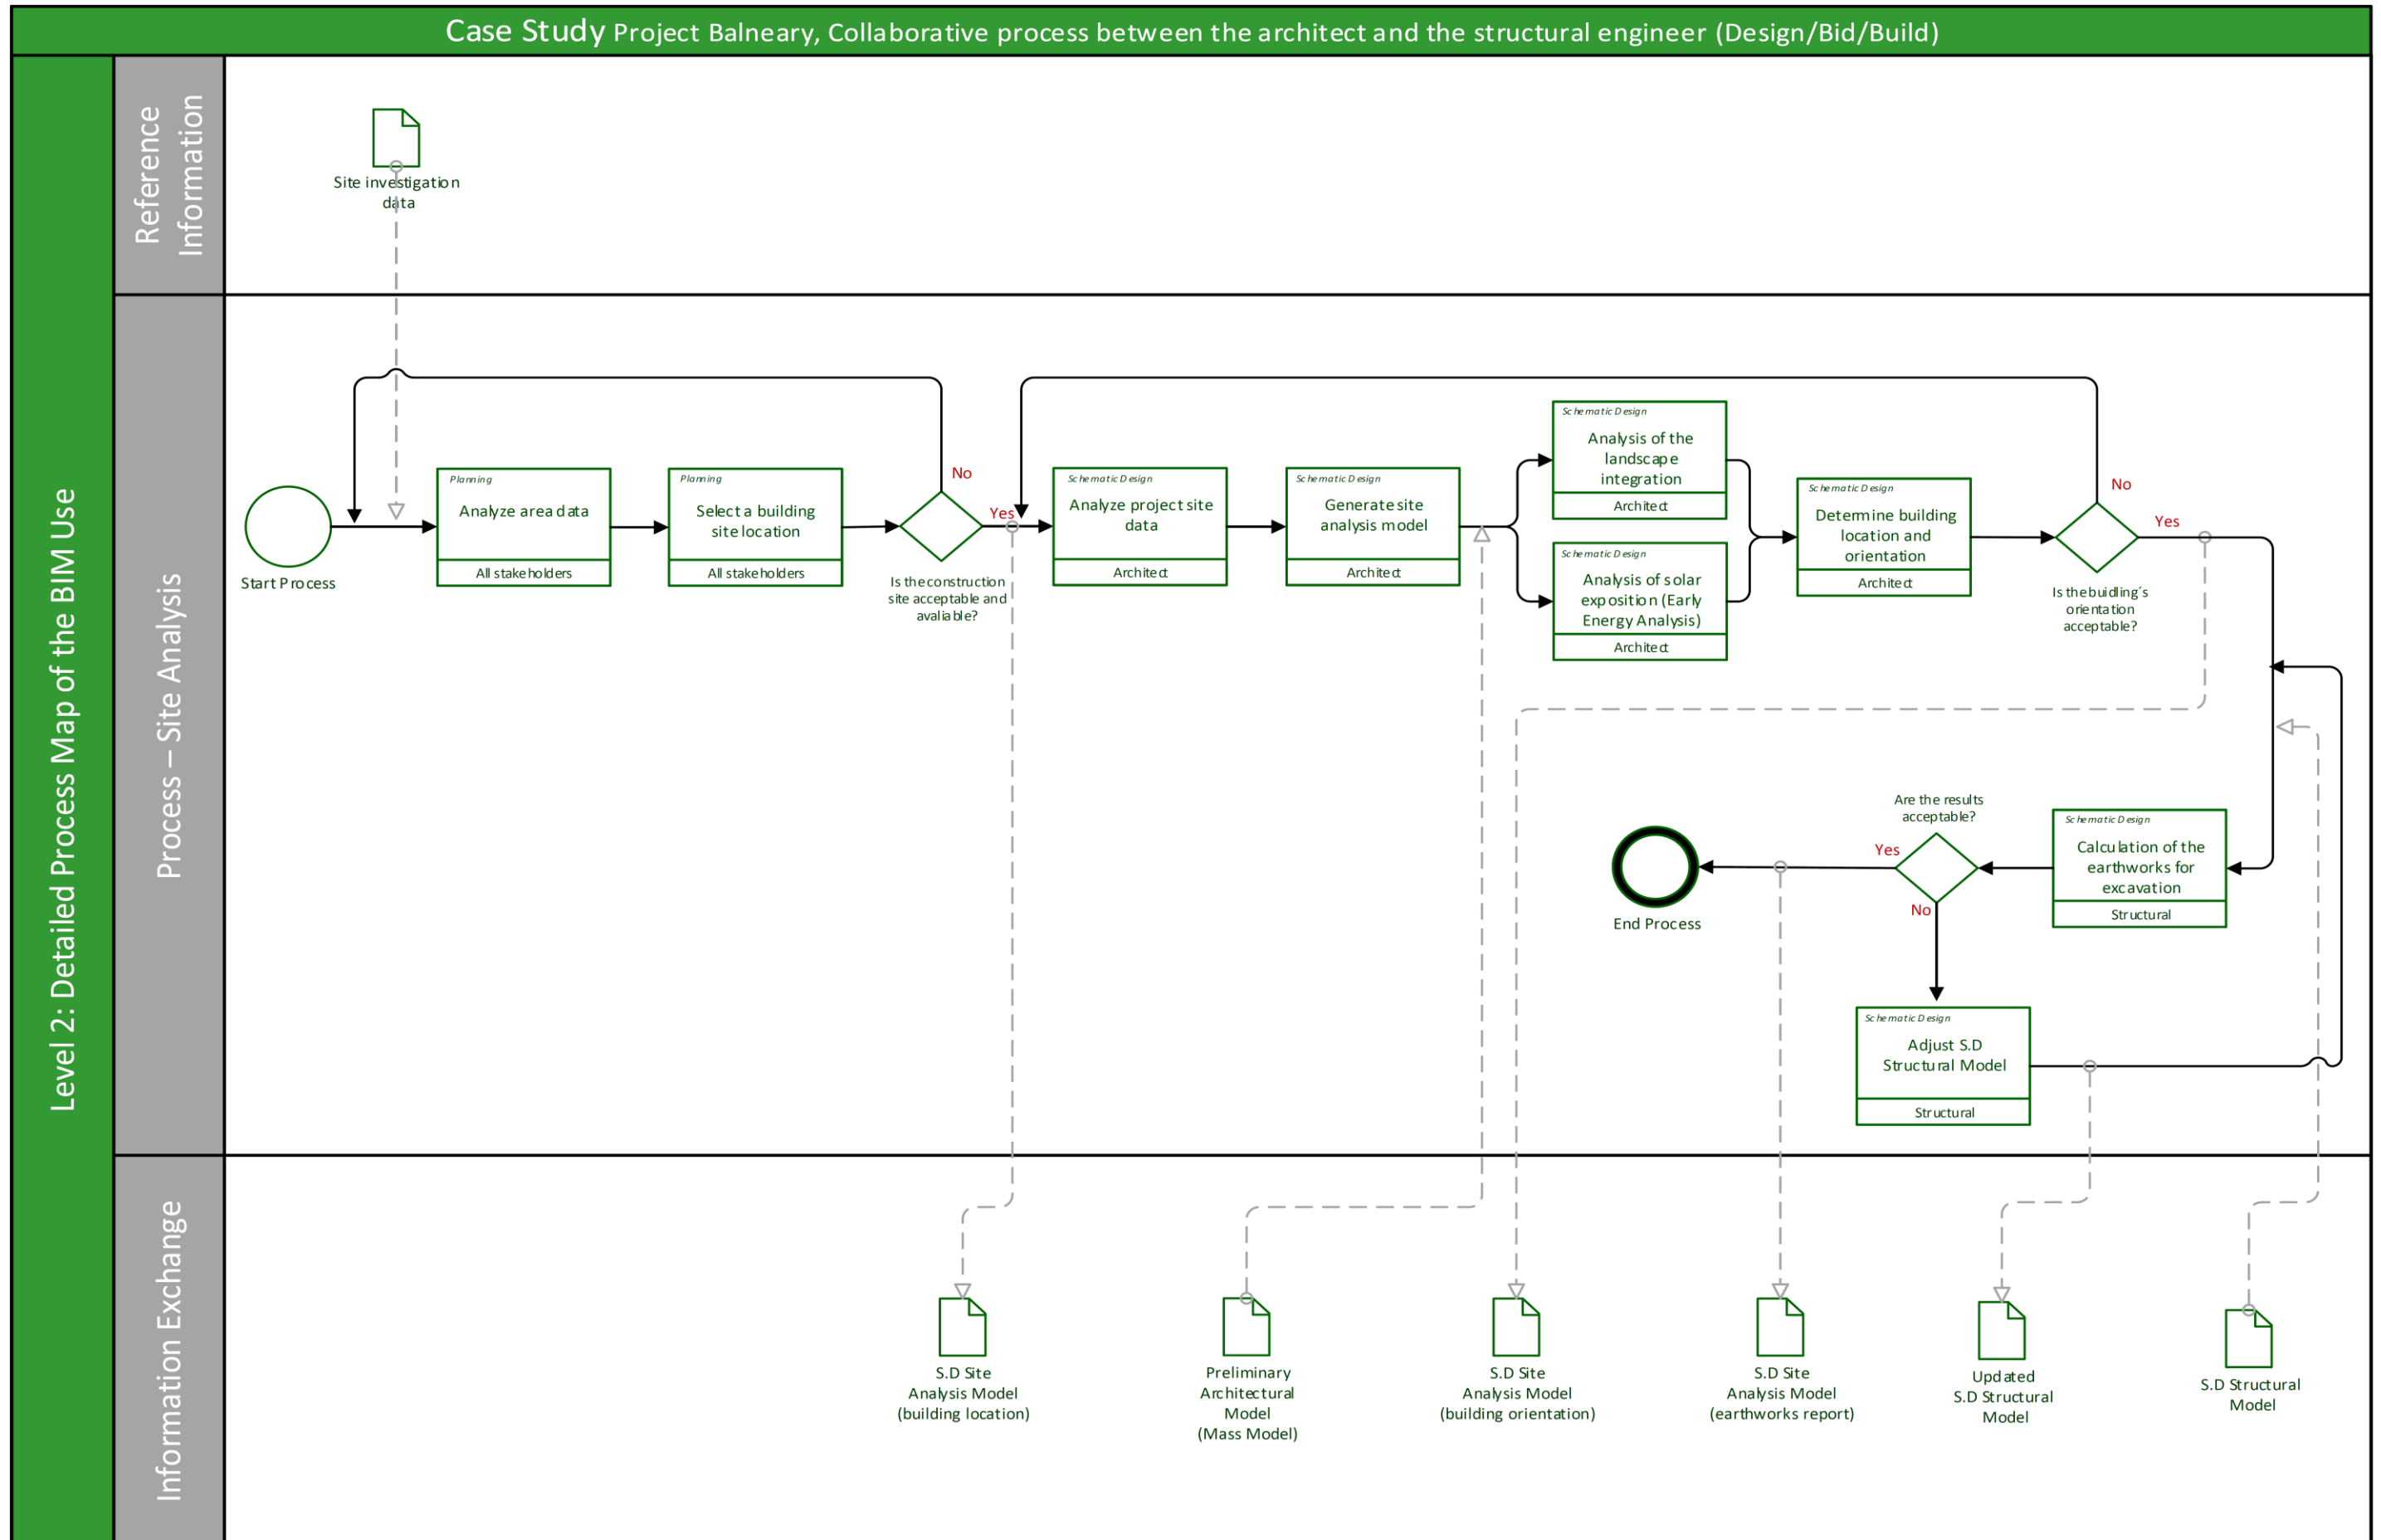 Case Study Project Balneary, Collaborative process between the architect and the structural engineer (Design/Bid/Build)
Level 2: Detailed Process Map of the BIM Use
Reference
Information
Site investigation
data
Process – Site Analysis
Start Process
Planning
Analyze area data
All stakeholders
Planning
Select a building
site location
All stakeholders
No
Yes
Is the construction
site acceptable and
avaliable?
Schematic Design
Analyze project site
data
Architect
Schematic Design
Generate site
analysis model
Architect
Schematic Design
Analysis of the
landscape
integration
Architect
Schematic Design
Analysis of solar
exposition (Early
Energy Analysis)
Architect
Schematic Design
Determine building
location and
orientation
Architect
No
Yes
Is the buidling´s
orientation
acceptable?
Schematic Design
Calculation of the
earthworks for
excavation
Structural
Are the results
acceptable?
Yes
No
End Process
Schematic Design
Adjust S.D
Structural Model
Structural
Information Exchange
S.D Site
Analysis Model
(building location)
Preliminary
Architectural
Model
(Mass Model)
S.D Site
Analysis Model
(building orientation)
S.D Site
Analysis Model
(earthworks report)
Updated
S.D Structural
Model
S.D Structural
Model